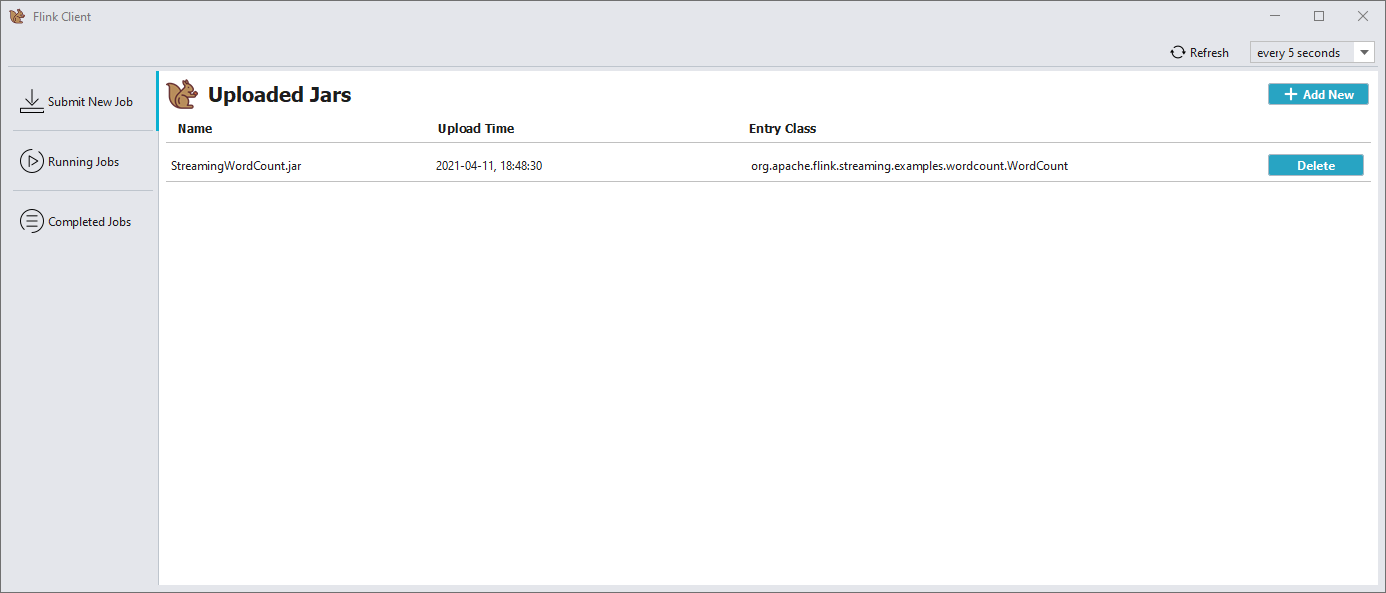 Flink Client
Refresh every 5 seconds
Submit New Job
Running Jobs
Completed Jobs
Uploaded Jars
Add New
Name Upload Time Entry Class
StreamingWordCount.jar 2021-04-11, 18:48:30 org.apache.flink.streaming.examples.wordcount.WordCount Delete